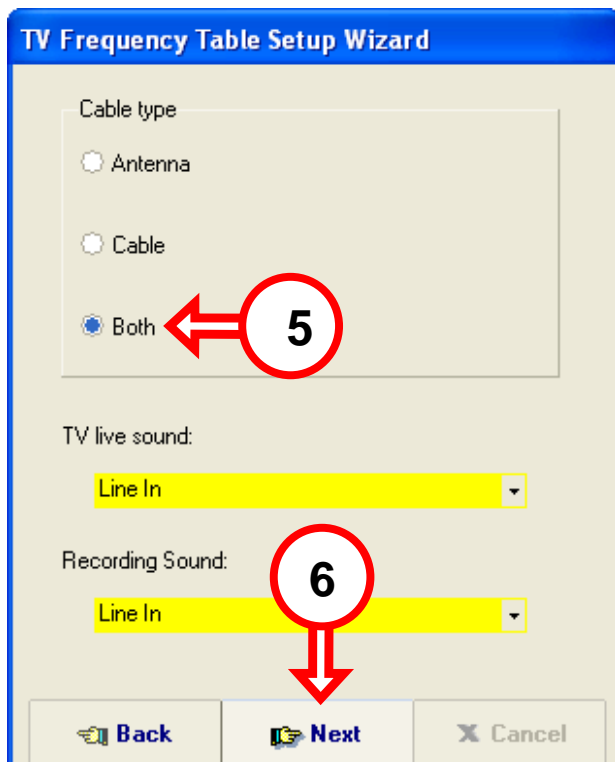 TV Frequency Table Setup Wizard
Cable type
Antenna
Cable
Both
5
TV live sound:
Line In
Recording Sound:
6
Line In
Back Next Cancel